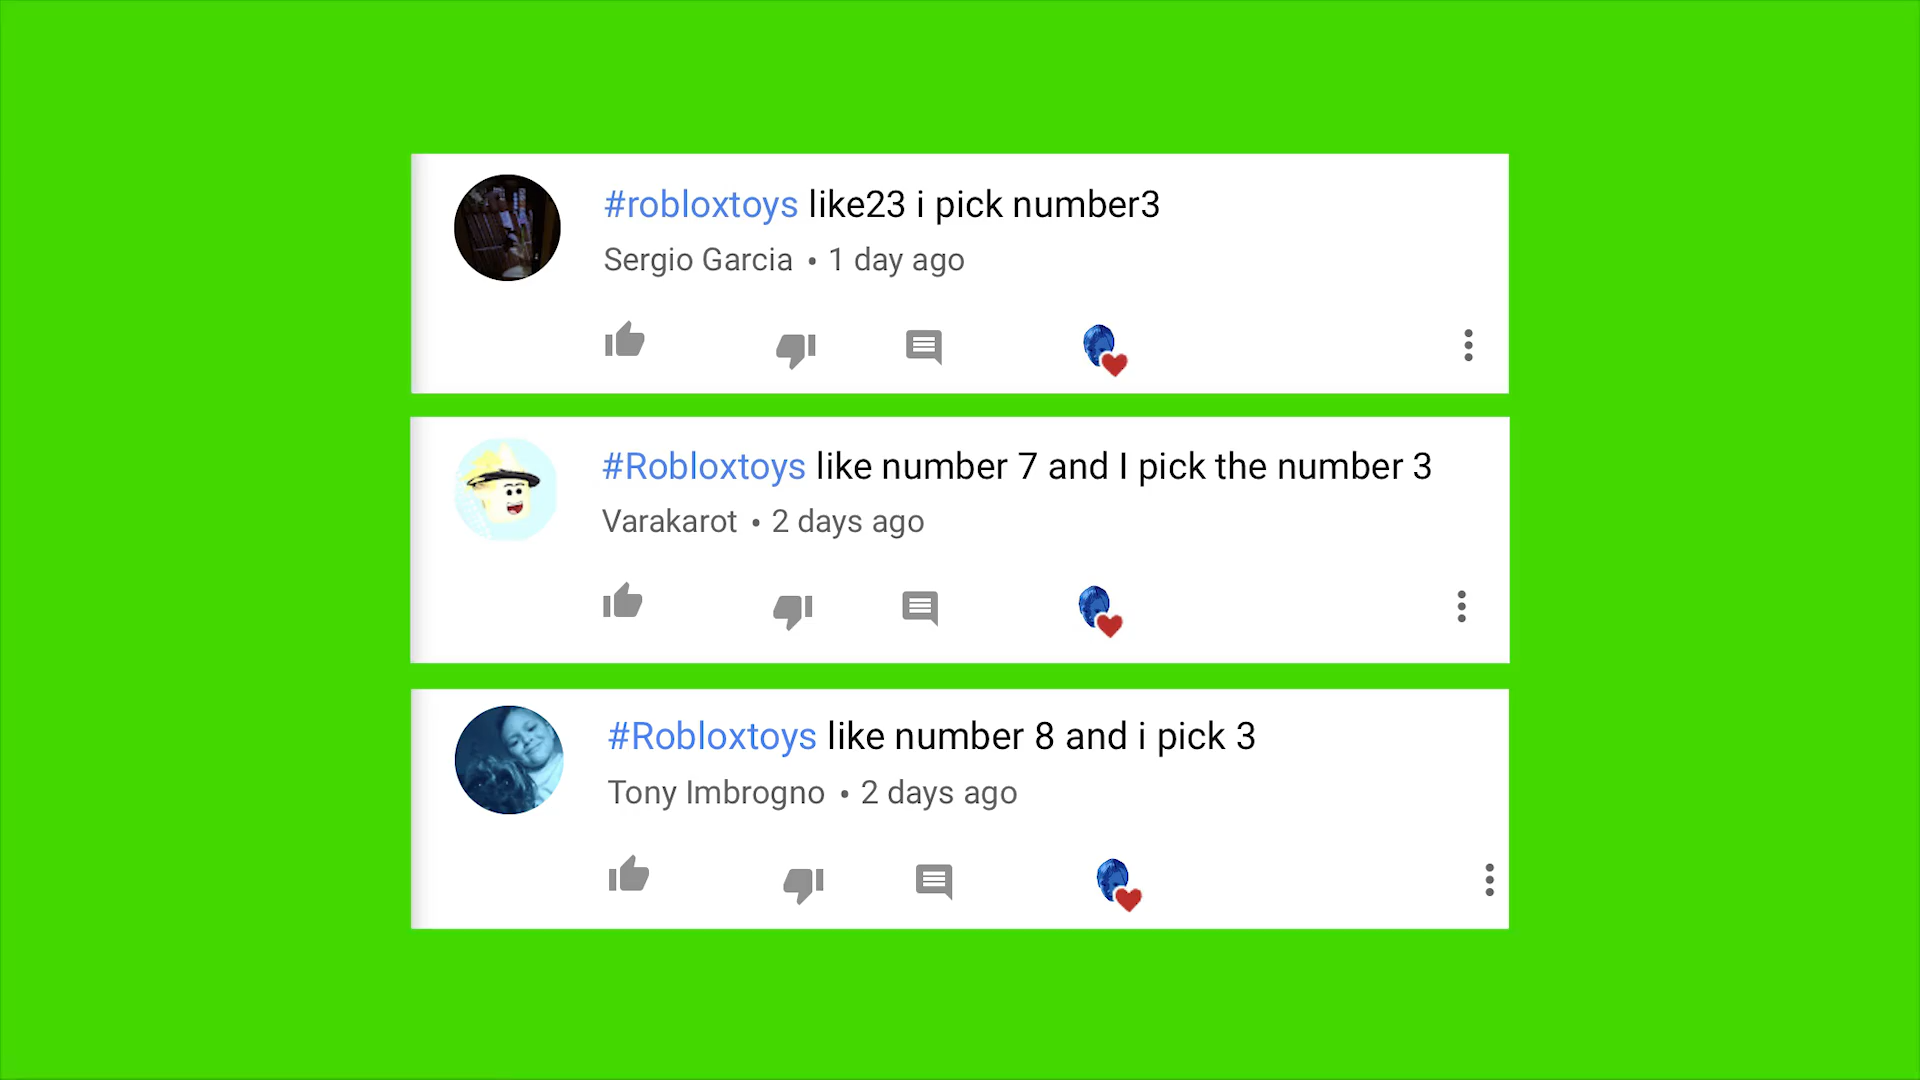 #robloxtoys like23 i pick number3
Sergio Garcia • 1 day ago
#Robloxtoys like number 7 and I pick the number 3
Varakarot • 2 days ago
#Robloxtoys like number 8 and i pick 3
Tony Imbrogno • 2 days ago